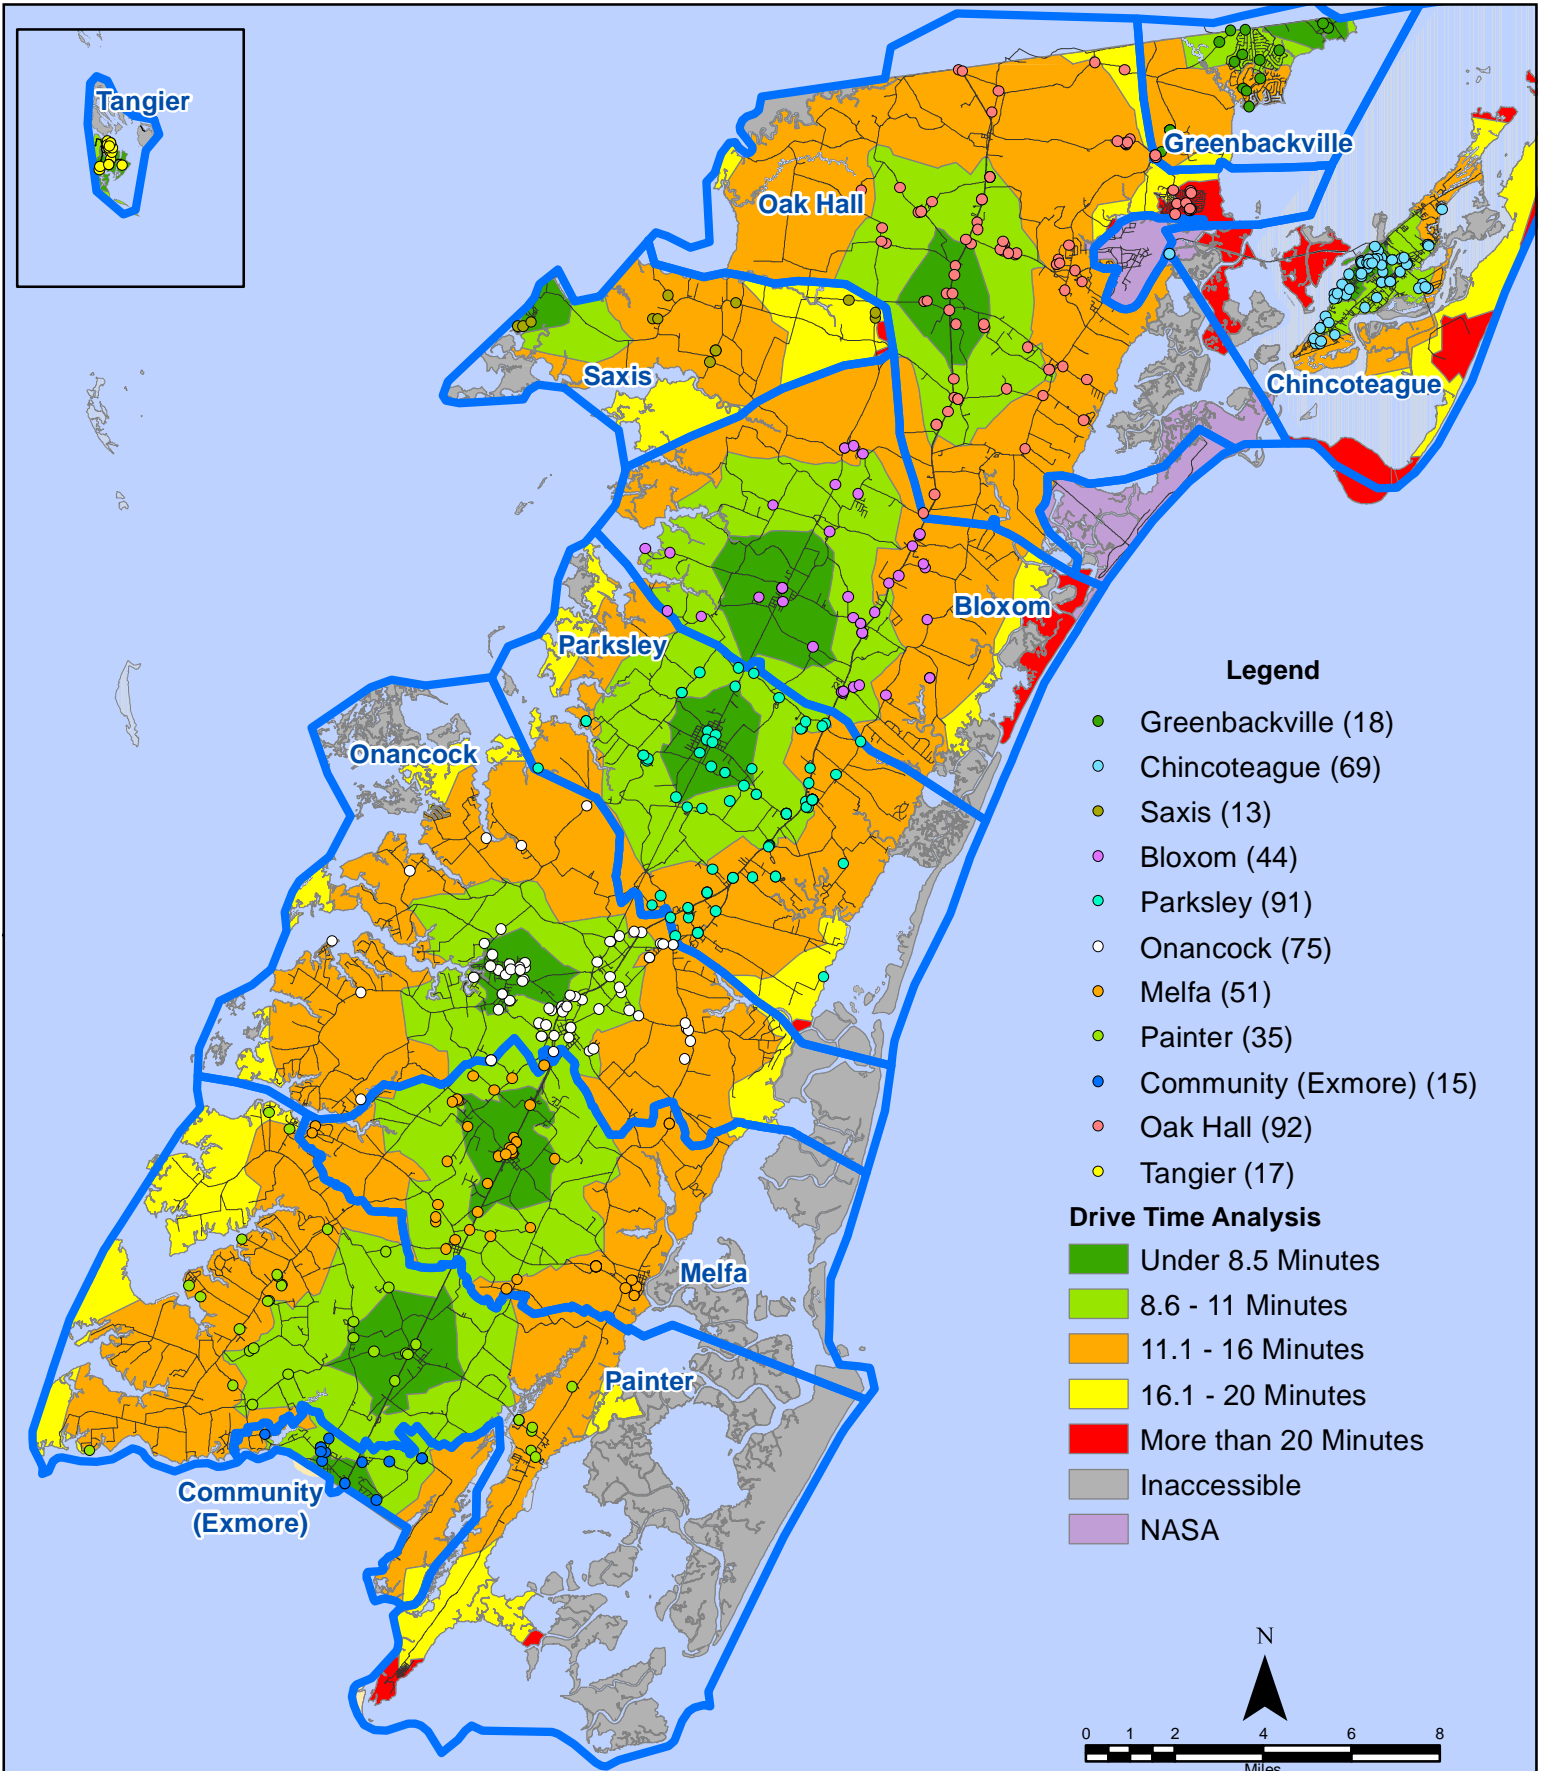 Tangier
Greenbackville
Oak Hall
Chincoteague
Saxis
Bloxom
Parksley
Onancock
Melfa
Painter
Community
(Exmore)
Legend
Greenbackville (18)
Chincoteague (69)
Saxis (13)
Bloxom (44)
Parksley (91)
Onancock (75)
Melfa (51)
Painter (35)
Community (Exmore) (15)
Oak Hall (92)
Tangier (17)
Drive Time Analysis
Under 8.5 Minutes
8.6 - 11 Minutes
11.1 - 16 Minutes
16.1 - 20 Minutes
More than 20 Minutes
Inaccessible
NASA
N
0 1 2 4 6 8
Miles